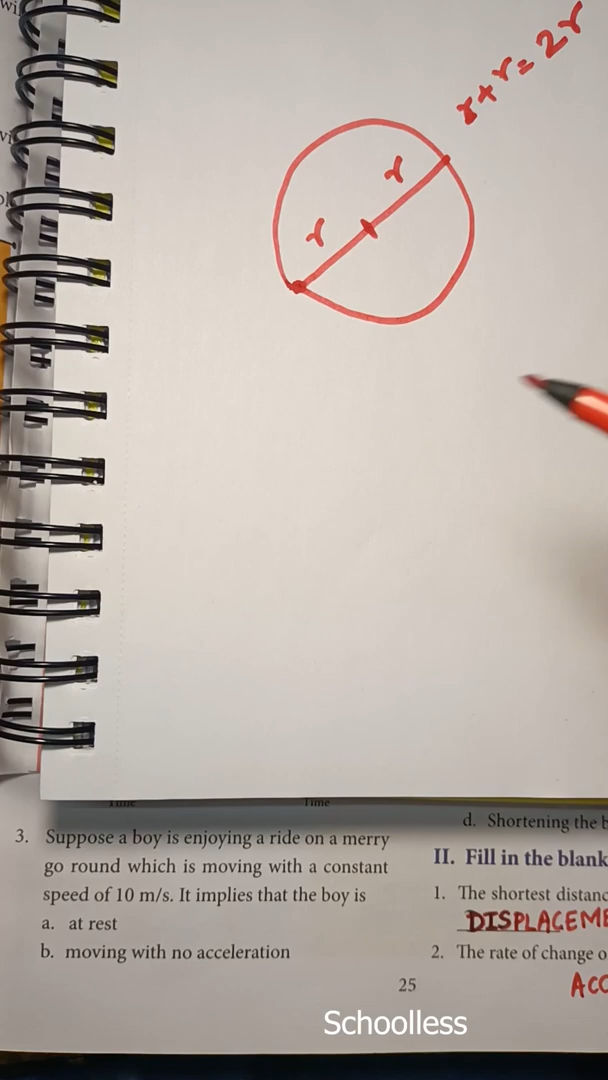 r+r=2r
r
r
Time
Time
3. Suppose a boy is enjoying a ride on a merry
go round which is moving with a constant
speed of 10 m/s. It implies that the boy is
a. at rest
b. moving with no acceleration
d. Shortening the b
II. Fill in the blank
1. The shortest distanc
DISPLACEME
2. The rate of change o
ACC
25
Schoolless